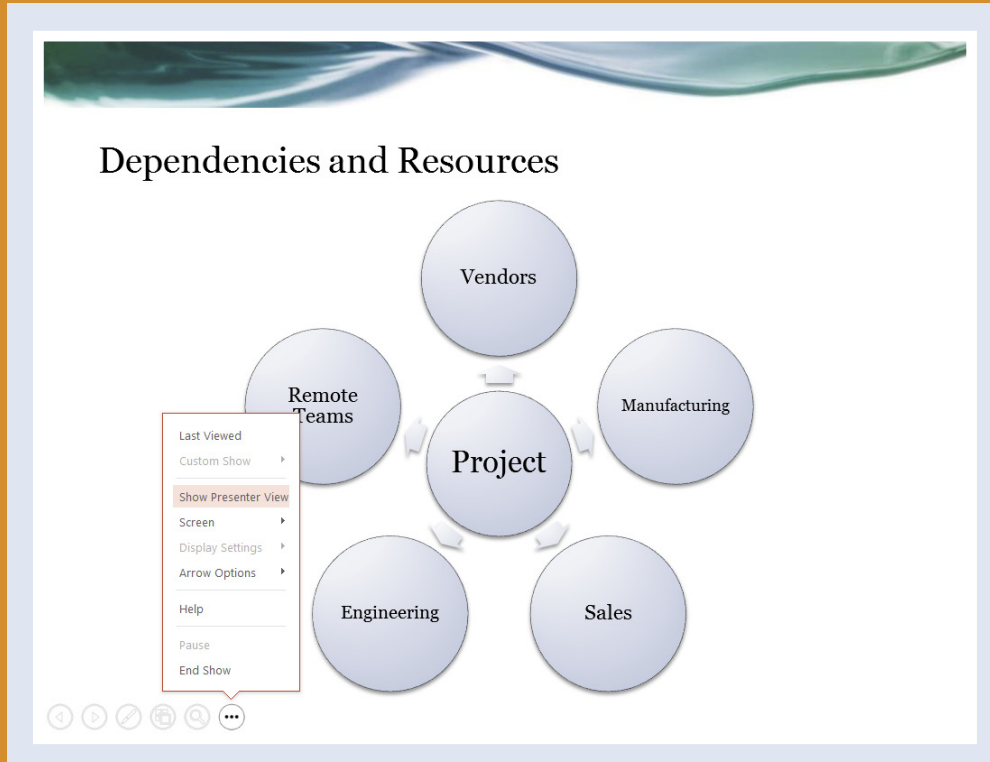 Dependencies and Resources
Vendors
Remote
Teams
Manufacturing
Project
Engineering
Sales
Last Viewed
Custom Show
Show Presenter View
Screen
Display Settings
Arrow Options
Help
Pause
End Show